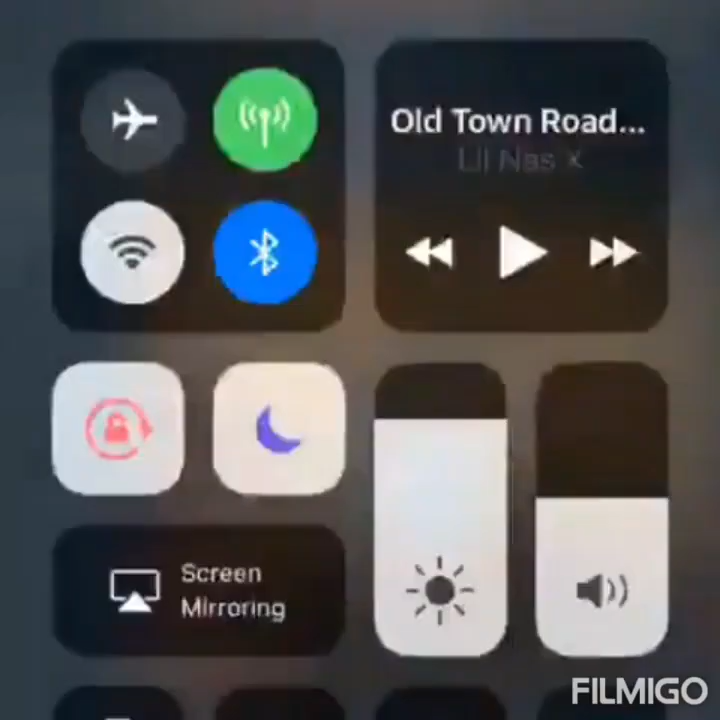 Old Town Road...
Lil Nas X
Screen
Mirroring
FILMIGO